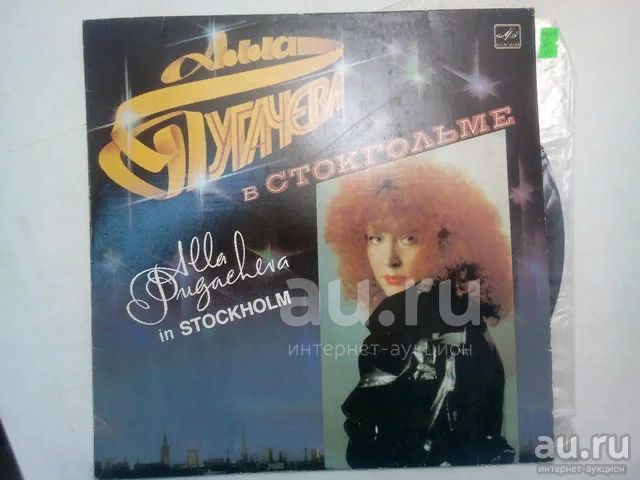 Алла
Пугачева
в СТОКГОЛЬМЕ
Alla
Pugacheva
in STOCKHOLM
au.ru
интернет-аукцион
au.ru
интернет-аукцион